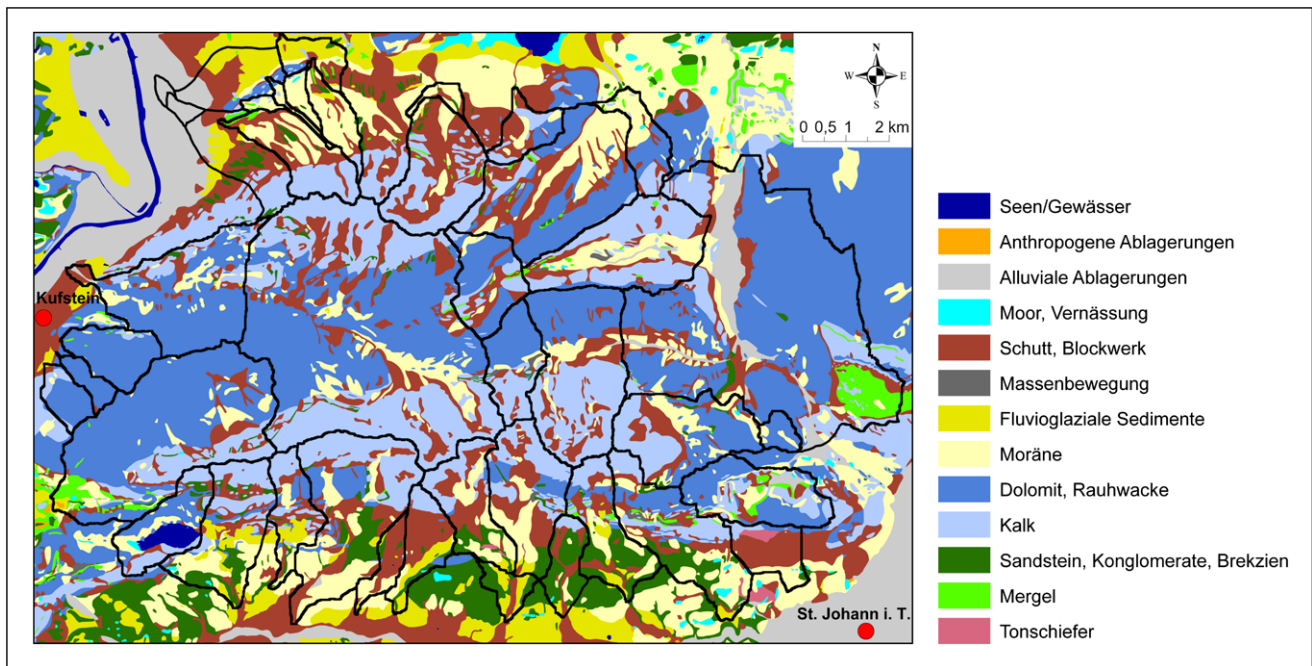 N
W E
S
0 0,5 1 2 km
Kufstein
St. Johann i. T.
Seen/Gewässer
Anthropogene Ablagerungen
Alluviale Ablagerungen
Moor, Vernässung
Schutt, Blockwerk
Massenbewegung
Fluvioglaziale Sedimente
Moräne
Dolomit, Rauhwacke
Kalk
Sandstein, Konglomerate, Brekzien
Mergel
Tonschiefer